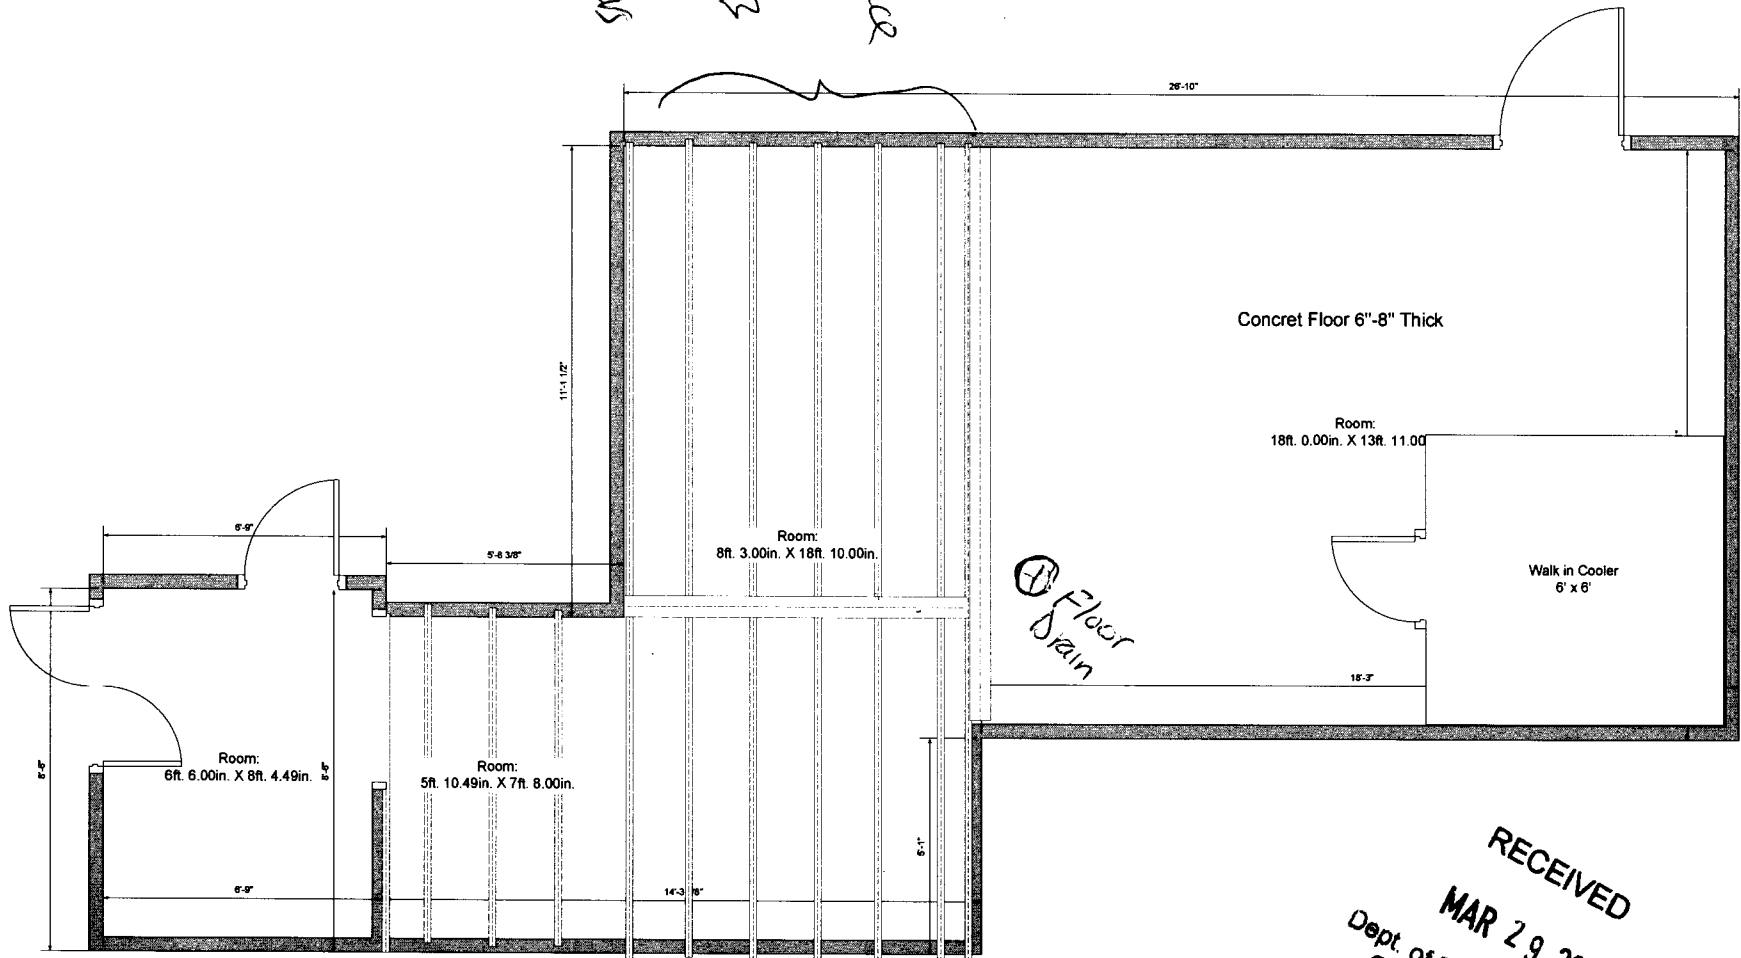 26'-10"
11'-1 1/2"
Concret Floor 6"-8" Thick
Room:
18ft. 0.00in. X 13ft. 11.00
6'-9"
5'-8 3/8"
Room:
8ft. 3.00in. X 18ft. 10.00in.
Floor
Drain
Walk in Cooler
6' x 6'
18'-3"
Room:
6ft. 6.00in. X 8ft. 4.49in.
Room:
5ft. 10.49in. X 7ft. 8.00in.
5'-1"
6'-9"
RECEIVED
MAR 29
Dept. of